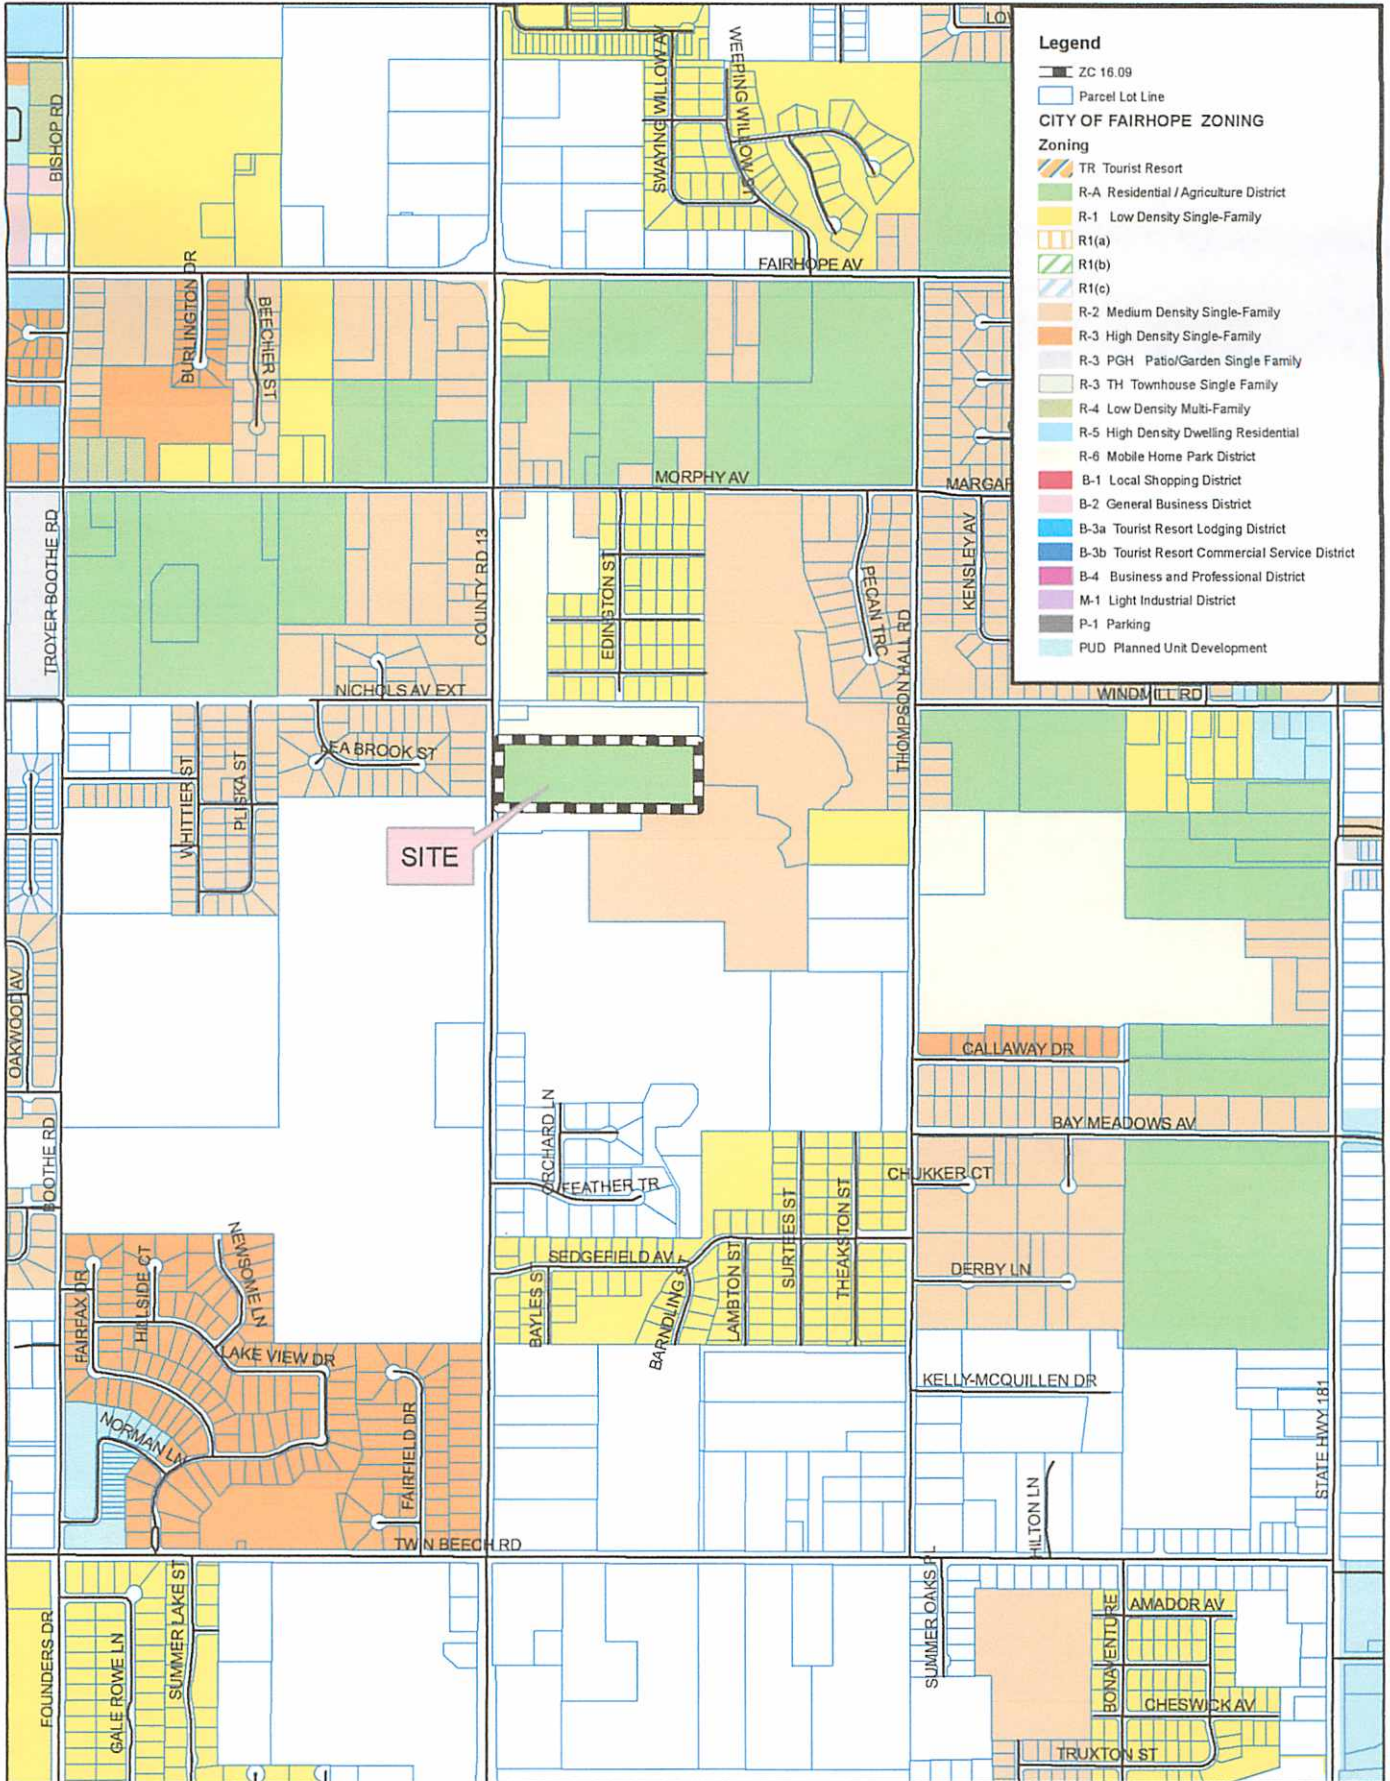 LOV
Legend
ZC 16.09
Parcel Lot Line
CITY OF FAIRHOPE ZONING
Zoning
TR Tourist Resort
R-A Residential / Agriculture District
R-1 Low Density Single-Family
R1(a)
R1(b)
R1(c)
R-2 Medium Density Single-Family
R-3 High Density Single-Family
R-3 PGH Patio/Garden Single Family
R-3 TH Townhouse Single Family
R-4 Low Density Multi-Family
R-5 High Density Dwelling Residential
R-6 Mobile Home Park District
B-1 Local Shopping District
B-2 General Business District
B-3a Tourist Resort Lodging District
B-3b Tourist Resort Commercial Service District
B-4 Business and Professional District
M-1 Light Industrial District
P-1 Parking
PUD Planned Unit Development
BISHOP RD
SWAYING WILLOW AV
WEEPING WILLOW ST
FAIRHOPE AV
BURLINGTON DR
BEECHER ST
MORPHY AV
MARGAR
TROYER BOOTHE RD
COUNTY RD 13
EDINGTON ST
PECAN TRC
THOMPSON HALL RD
KENSLEY AV
NICHOLS AV EXT
WINDMILL RD
WHITTIER ST
PLISKA ST
LEA BROOK ST
SITE
OAKWOOD AV
CALLAWAY DR
BAY MEADOWS AV
BOOTHE RD
ORCHARD LN
FEATHER TR
CHUKKER CT
SURTEES ST
THEAKSTON ST
FAIRFAX DR
HILLSIDE CT
NEWSOME LN
SEDGEFIELD AV
DERBY LN
BAYLES S
BARNDLING ST
LAMBTON ST
LAKE VIEW DR
KELLY-MCQUILLEN DR
STATE HWY 181
NORMAN LN
FAIRFIELD DR
HILTON LN
TWIN BEECH RD
FOUNDERS DR
GALE ROWE LN
SUMMER LAKE ST
SUMMER OAKS PL
BONAVENTURE
AMADOR AV
CHESWICK AV
TRUXTON ST